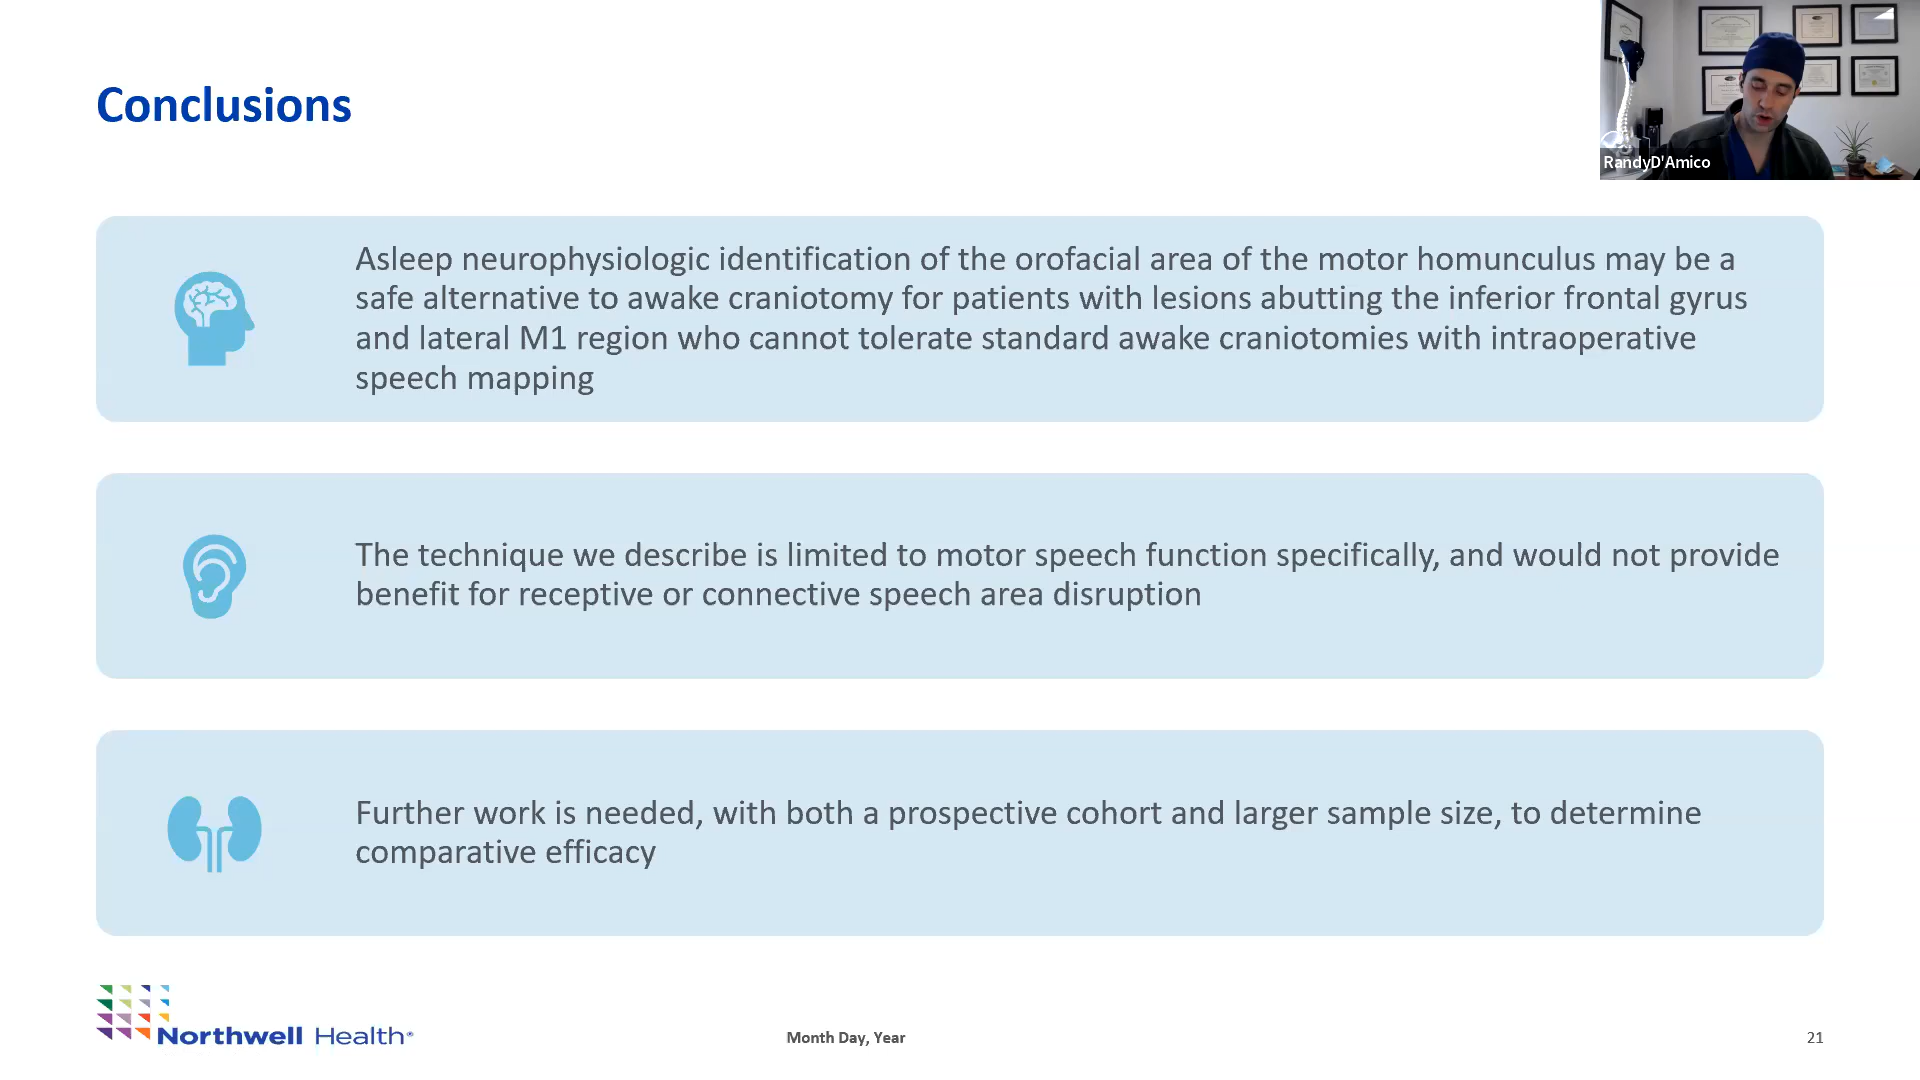 Conclusions
RandyD'Amico
Asleep neurophysiologic identification of the orofacial area of the motor homunculus may be a
safe alternative to awake craniotomy for patients with lesions abutting the inferior frontal gyrus
and lateral M1 region who cannot tolerate standard awake craniotomies with intraoperative
speech mapping
The technique we describe is limited to motor speech function specifically, and would not provide
benefit for receptive or connective speech area disruption
Further work is needed, with both a prospective cohort and larger sample size, to determine
comparative efficacy
Northwell Health®
Month Day, Year
21